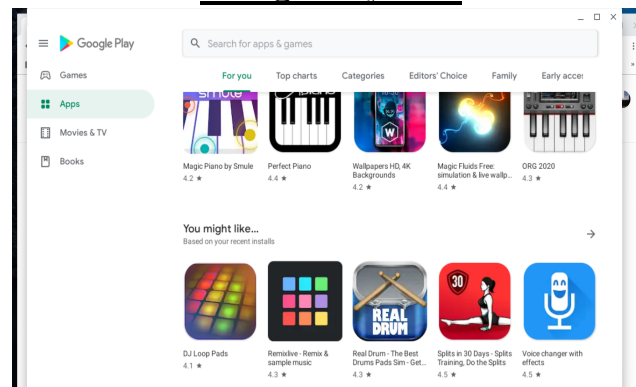 Google Play
Search for apps & games
Games
Apps
Movies & TV
Books
For you
Top charts
Categories
Editors' Choice
Family
Early acces
smule
Magic Piano by Smule
4.2 ★
Perfect Piano
4.4 ★
W
Wallpapers HD, 4K
Backgrounds
4.2 ★
Magic Fluids Free:
simulation & live wallp...
4.4 ★
ORG 2020
4.3 ★
You might like...
Based on your recent installs
DJ Loop Pads
4.1 ★
Remixlive - Remix &
sample music
4.3 ★
REAL
DRUM
Real Drum - The Best
Drums Pads Sim - Get...
4.3 ★
30
Splits in 30 Days - Splits
Training, Do the Splits
4.5 ★
Voice changer with
effects
4.5 ★